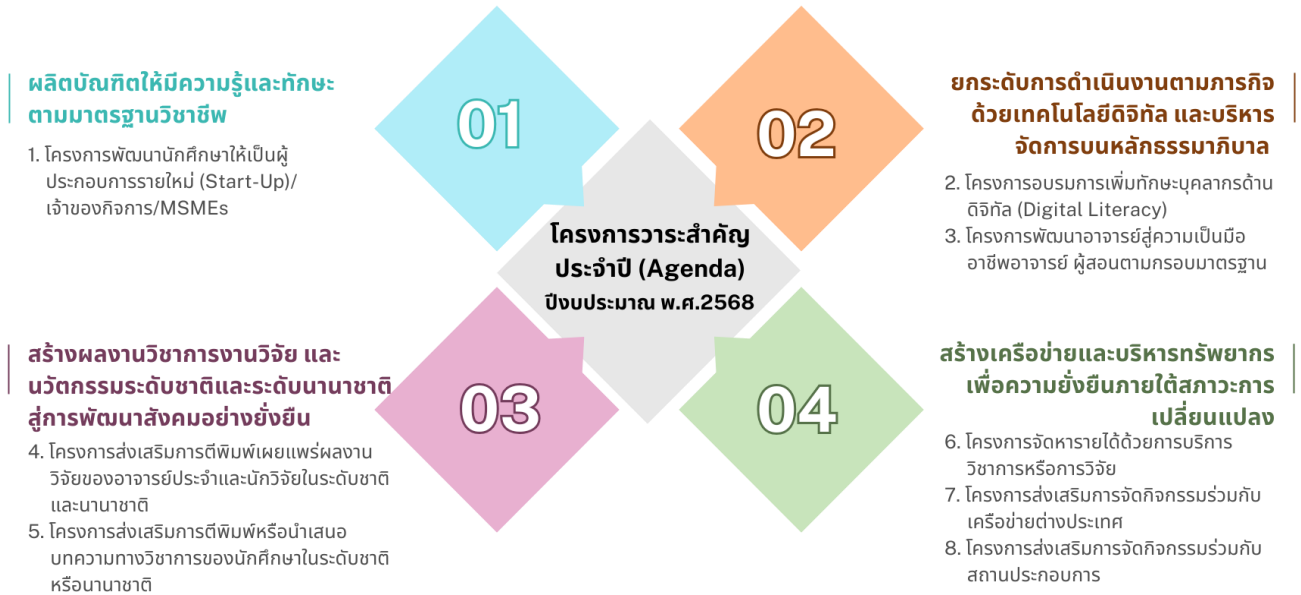 ผลิตบัณฑิตให้มีความรู้และทักษะ
ตามมาตรฐานวิชาชีพ
1. โครงการพัฒนานักศึกษาให้เป็นผู้
ประกอบการรายใหม่ (Start-Up)/
เจ้าของกิจการ/MSMEs
01
02
ยกระดับการดำเนินงานตามภารกิจ
ด้วยเทคโนโลยีดิจิทัล และบริหาร
จัดการบนหลักธรรมาภิบาล
2. โครงการอบรมการเพิ่มทักษะบุคลากรด้าน
ดิจิทัล (Digital Literacy)
3. โครงการพัฒนาอาจารย์สู่ความเป็นมือ
อาชีพอาจารย์ ผู้สอนตามกรอบมาตรฐาน
โครงการวาระสำคัญ
ประจำปี (Agenda)
ปีงบประมาณ พ.ศ.2568
สร้างผลงานวิชาการงานวิจัย และ
นวัตกรรมระดับชาติและระดับนานาชาติ
สู่การพัฒนาสังคมอย่างยั่งยืน
4. โครงการส่งเสริมการตีพิมพ์เผยแพร่ผลงาน
วิจัยของอาจารย์ประจำและนักวิจัยในระดับชาติ
และนานาชาติ
5. โครงการส่งเสริมการตีพิมพ์หรือนำเสนอ
บทความทางวิชาการของนักศึกษาในระดับชาติ
หรือนานาชาติ
03
04
สร้างเครือข่ายและบริหารทรัพยากร
เพื่อความยั่งยืนภายใต้สภาวะการ
เปลี่ยนแปลง
6. โครงการจัดหารายได้ด้วยการบริการ
วิชาการหรือการวิจัย
7. โครงการส่งเสริมการจัดกิจกรรมร่วมกับ
เครือข่ายต่างประเทศ
8. โครงการส่งเสริมการจัดกิจกรรมร่วมกับ
สถานประกอบการ